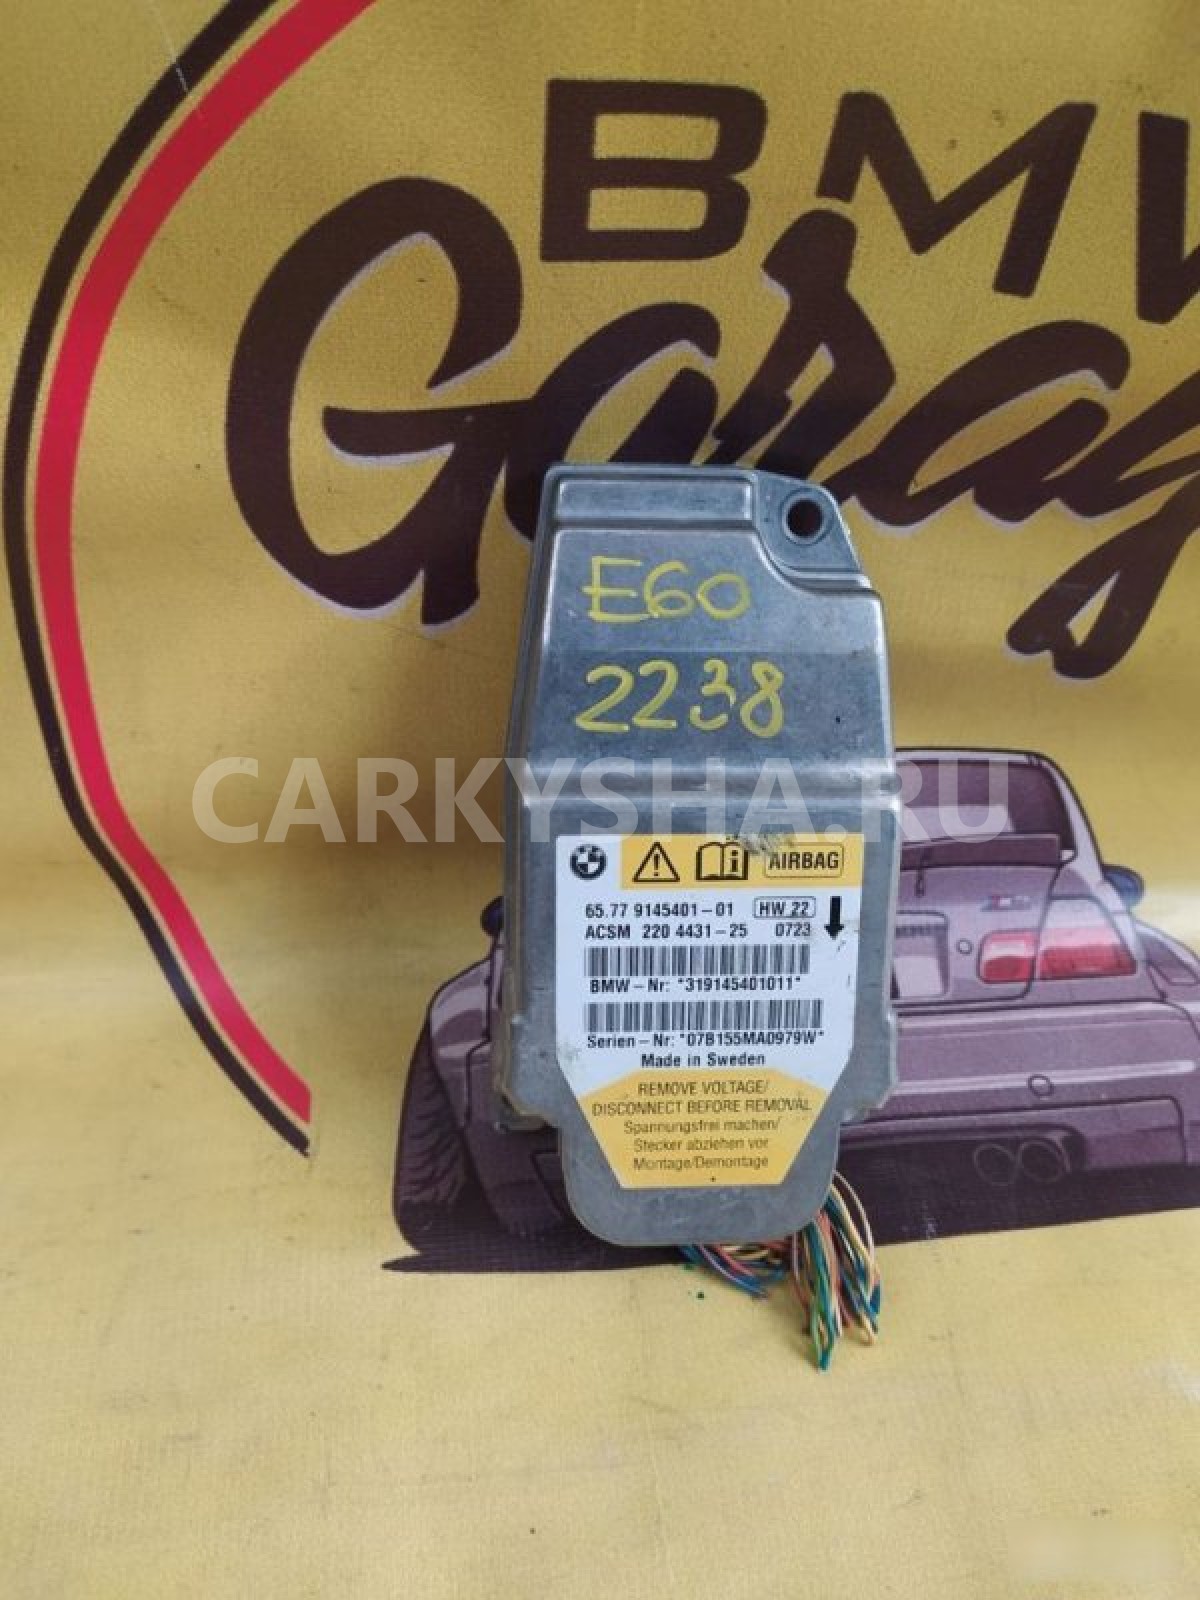 BMW
Garag
E60
2238
CARKYSHA.RU
AIRBAG
65.77 9145401-01 HW 22
ACSM 220 4431-25 0723
BMW-Nr: *319145401011*
Serien-Nr: *07B155MA0979W*
Made in Sweden
REMOVE VOLTAGE/
DISCONNECT BEFORE REMOVAL
Spannungsfrei machen/
Stecker abziehen vor
Montage/Demontage